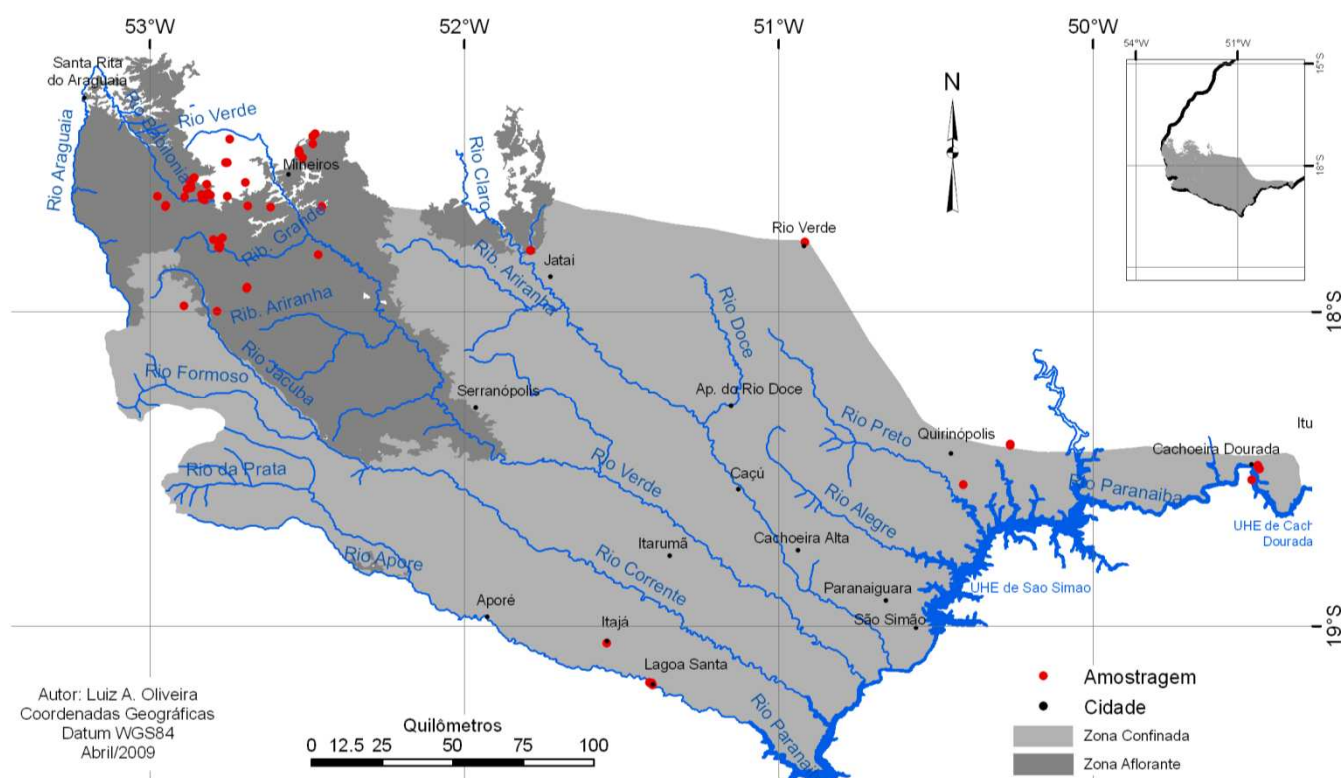 53°W
52°W
51°W
50°W
54°W
51°W
15°S
18°S
Santa Rita
do Araguaia
Rio Verde
Rio Babilonia
Rio Araguaia
Mineiros
N
Rio Claro
Rio Verde
Rib. Grande
Rib. Ariranha
Jataí
Rib. Ariranha
Rio Doce
18°S
Rio Formoso
Rio Jacuba
Serranópolis
Ap. do Rio Doce
Rio Preto
Quirinópolis
Itu
Cachoeira Dourada
Rio da Prata
Rio Verde
Caçú
Rio Alegre
Rio Paranaiba
UHE de Cach
Dourada
Itarumã
Cachoeira Alta
Rio Apore
Rio Corrente
Paranaiguara
UHE de Sao Simao
Aporé
São Simão
Itajá
19°S
Lagoa Santa
Rio Paranai
Autor: Luiz A. Oliveira
Coordenadas Geográficas
Datum WGS84
Abril/2009
Quilômetros
0 12.5 25 50 75 100
Amostragem
Cidade
Zona Confinada
Zona Aflorante